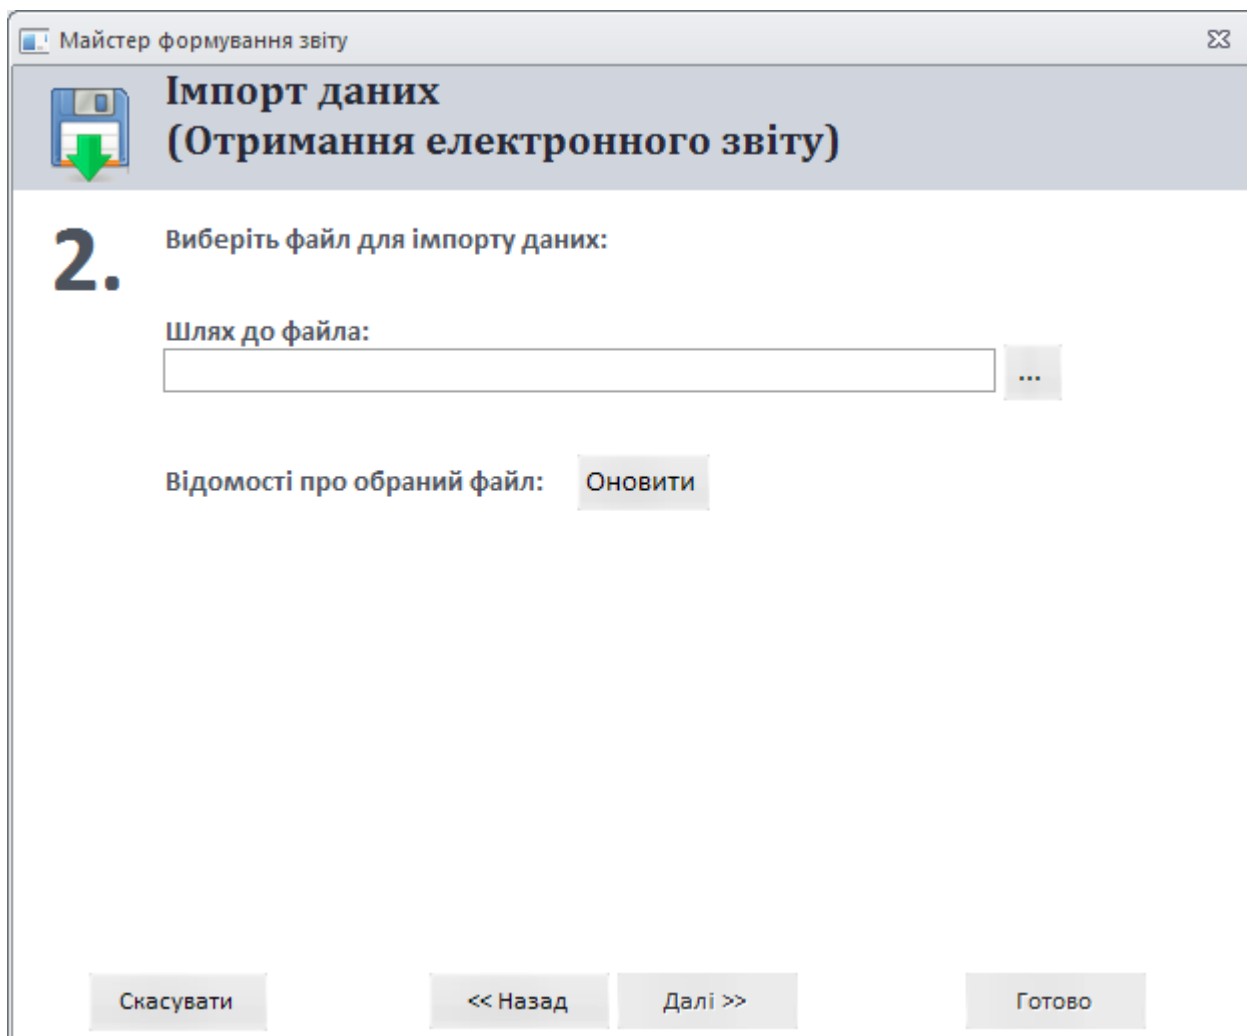 Майстер формування звіту
Імпорт даних
(Отримання електронного звіту)
2.
Виберіть файл для імпорту даних:
Шлях до файла:
...
Відомості про обраний файл: Оновити
Скасувати << Назад Далі >> Готово